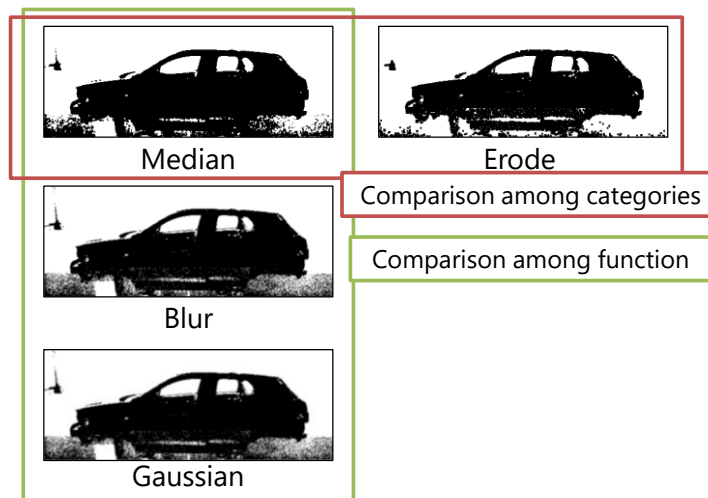 Median
Erode
Comparison among categories
Comparison among function
Blur
Gaussian